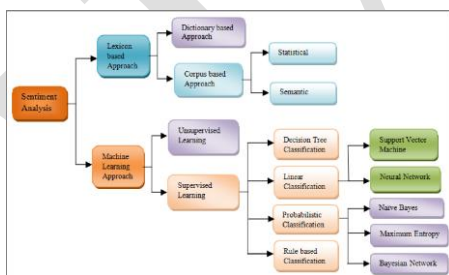 Dictionary based
Approach
Lexicon
based
Approach
Statistical
Corpus based
Approach
Semantic
Sentiment
Analysis
Unsupervised
Learning
Machine
Learning
Approach
Supervised
Learning
Decision Tree
Classification
Support Vector
Machine
Linear
Classification
Neural Network
Probabilistic
Classification
Naive Bayes
Maximum Entropy
Rule based
Classification
Bayesian Network